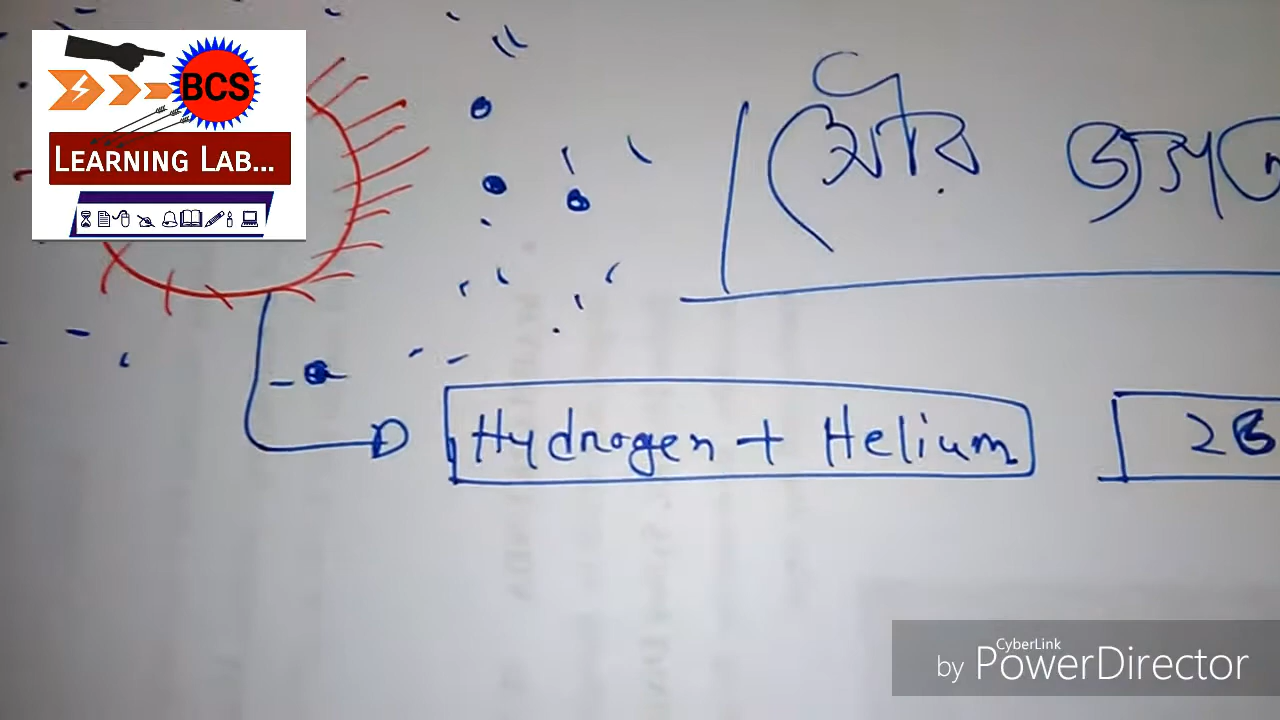 BCS
LEARNING LAB...
সৌর জগৎ
Hydrogen + Helium
CyberLink
by PowerDirector